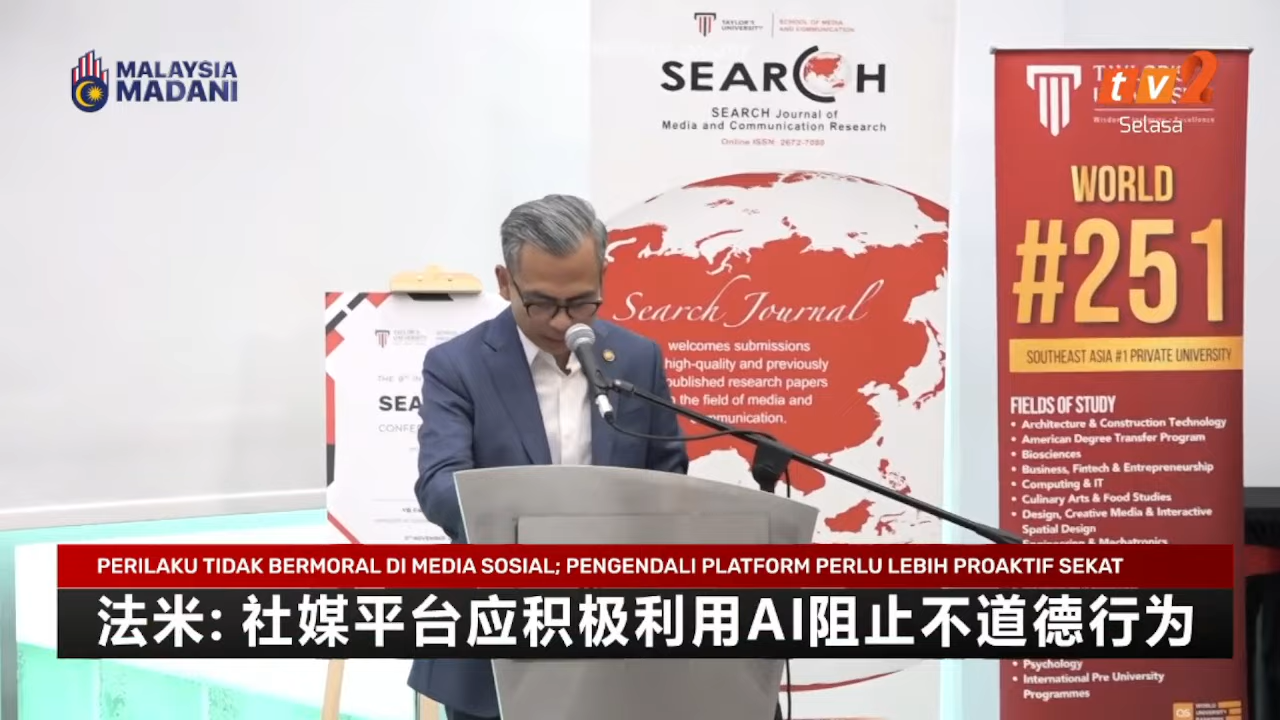 MALAYSIA
MADANI
TAYLOR'S
UNIVERSITY
SCHOOL OF MEDIA
AND COMMUNICATION
SEARCH
SEARCH Journal of
Media and Communication Research
Online ISSN: 2672-7080
Search Journal
welcomes submissions
high-quality and previously
published research papers
the field of media and
communication.
tv2
Selasa
WORLD
#251
SOUTHEAST ASIA #1 PRIVATE UNIVERSITY
FIELDS OF STUDY
• Architecture & Construction Technology
• American Degree Transfer Program
• Biosciences
• Business, Fintech & Entrepreneurship
• Computing & IT
• Culinary Arts & Food Studies
• Design, Creative Media & Interactive
Spatial Design
• Engineering & Mechatronics
PERILAKU TIDAK BERMORAL DI MEDIA SOSIAL; PENGENDALI PLATFORM PERLU LEBIH PROAKTIF SEKAT
法米: 社媒平台应积极利用AI阻止不道德行为
• Psychology
• International Pre University
Programmes